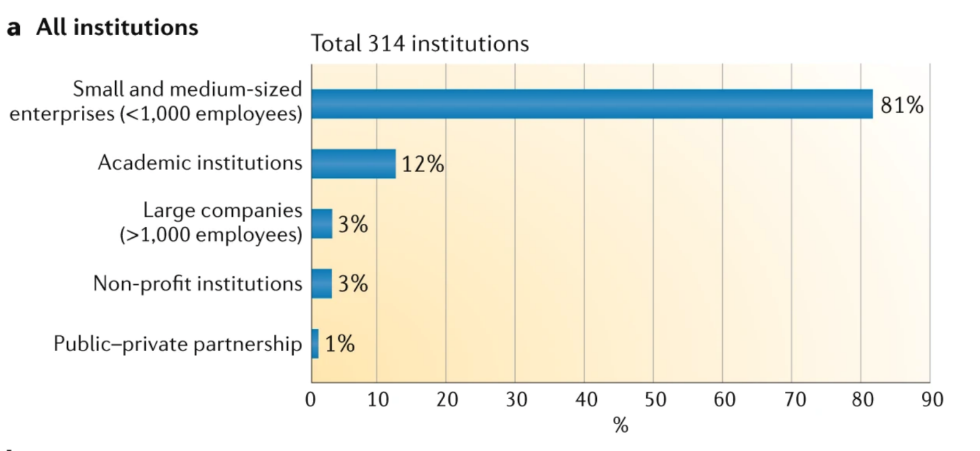 a All institutions
Total 314 institutions
Small and medium-sized
enterprises (<1,000 employees)
81%
Academic institutions
12%
Large companies
(>1,000 employees)
3%
Non-profit institutions
3%
Public–private partnership
1%
0 10 20 30 40 50 60 70 80 90
%